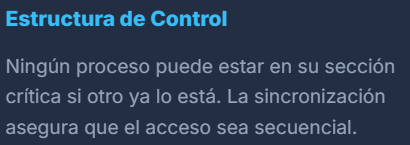 Estructura de Control
Ningún proceso puede estar en su sección
crítica si otro ya lo está. La sincronización
asegura que el acceso sea secuencial.